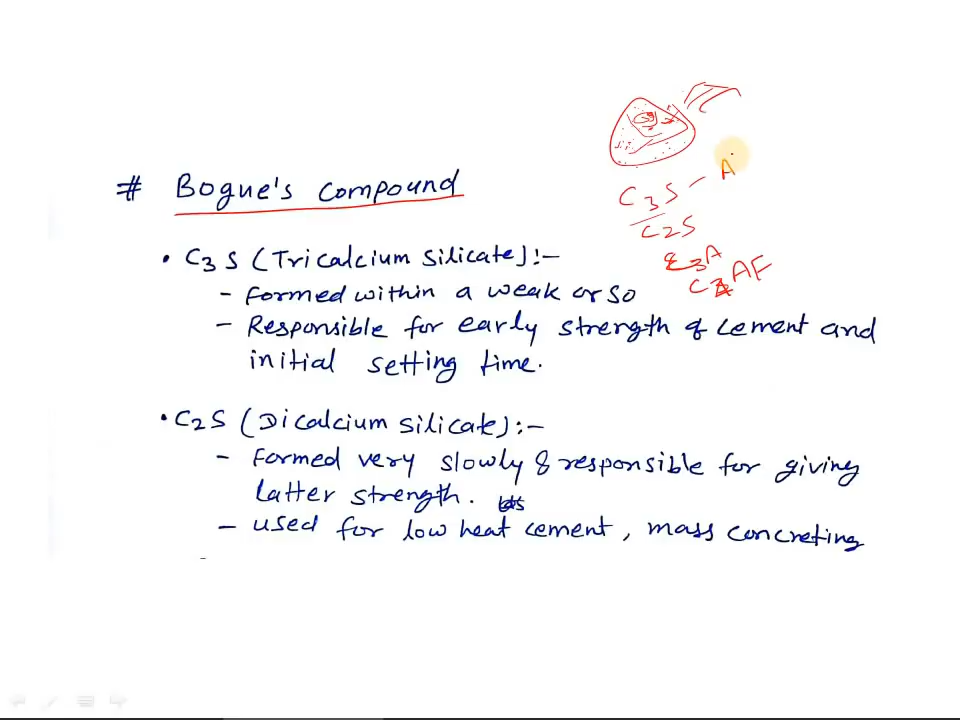 # Bogue's compound
C3S - A
C2S
C3A
C4AF
• C3S (Tricalcium silicate) :-
- Formed within a weak or so
- Responsible for early strength of cement and
initial setting time.
• C2S (Dicalcium silicate) :-
- Formed very slowly & responsible for giving
latter strength.
- used for low heat cement, mass concreting